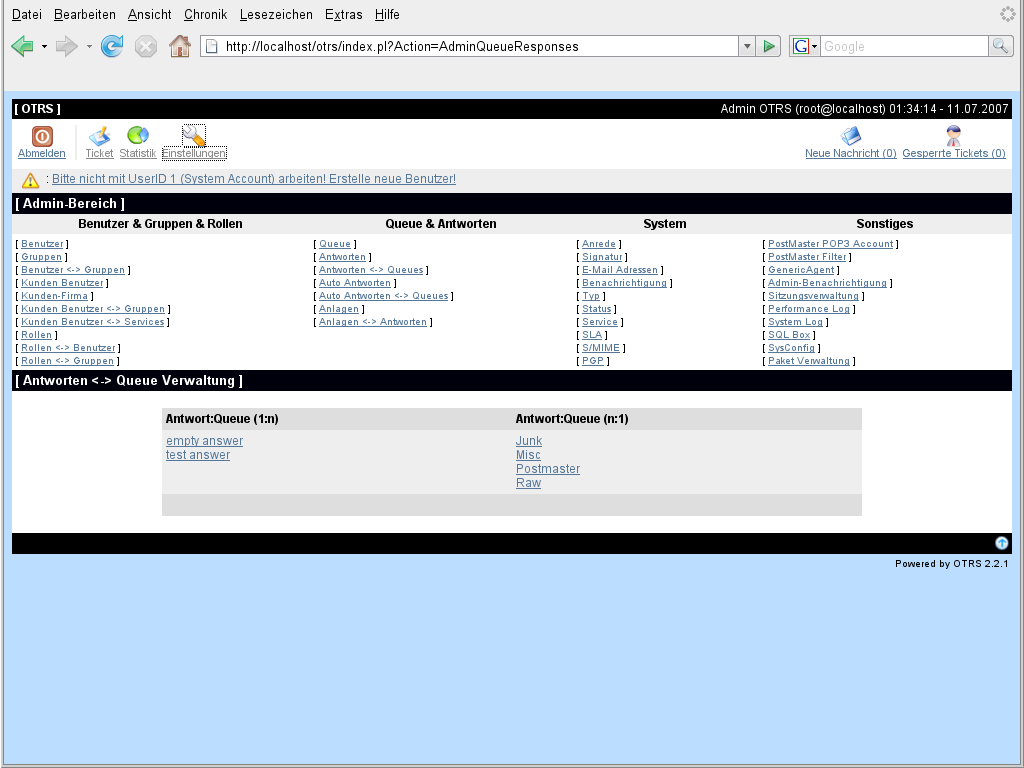 Datei Bearbeiten Ansicht Chronik Lesezeichen Extras Hilfe
http://localhost/otrs/index.pl?Action=AdminQueueResponses
G Google
[ OTRS ] Admin OTRS (root@localhost) 01:34:14 - 11.07.2007
Abmelden Ticket Statistik Einstellungen Neue Nachricht (0) Gesperrte Tickets (0)
: Bitte nicht mit UserID 1 (System Account) arbeiten! Erstelle neue Benutzer!
[ Admin-Bereich ]
Benutzer & Gruppen & Rollen Queue & Antworten System Sonstiges
[ Benutzer ] [ Queue ] [ Anrede ] [ PostMaster POP3 Account ]
[ Gruppen ] [ Antworten ] [ Signatur ] [ PostMaster Filter ]
[ Benutzer <-> Gruppen ] [ Antworten <-> Queues ] [ E-Mail Adressen ] [ GenericAgent ]
[ Kunden Benutzer ] [ Auto Antworten ] [ Benachrichtigung ] [ Admin-Benachrichtigung ]
[ Kunden-Firma ] [ Auto Antworten <-> Queues ] [ Typ ] [ Sitzungsverwaltung ]
[ Kunden Benutzer <-> Gruppen ] [ Anlagen ] [ Status ] [ Performance Log ]
[ Kunden Benutzer <-> Services ] [ Anlagen <-> Antworten ] [ Service ] [ System Log ]
[ Rollen ] [ SLA ] [ SQL Box ]
[ Rollen <-> Benutzer ] [ S/MIME ] [ SysConfig ]
[ Rollen <-> Gruppen ] [ PGP ] [ Paket Verwaltung ]
[ Antworten <-> Queue Verwaltung ]
Antwort:Queue (1:n) Antwort:Queue (n:1)
empty answer Junk
test answer Misc
Postmaster
Raw
Powered by OTRS 2.2.1